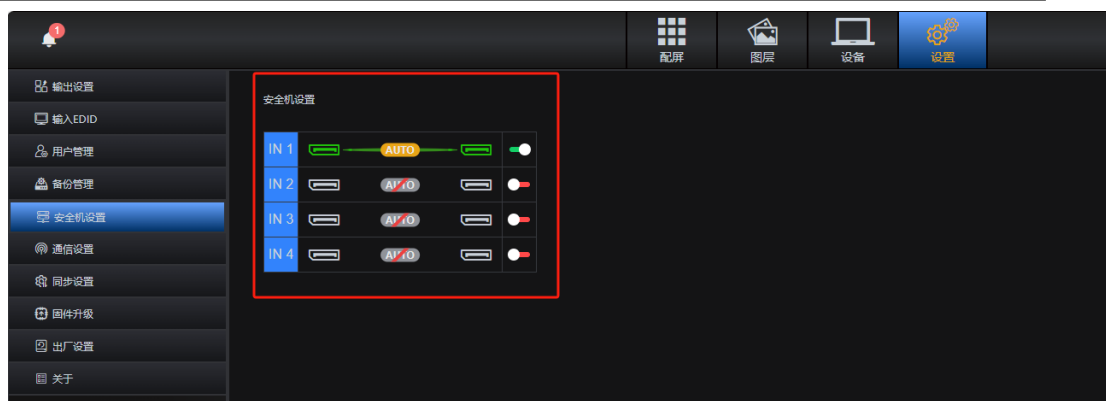 1
配屏
图层
设备
设置
输出设置
输入EDID
用户管理
备份管理
安全机设置
通信设置
同步设置
固件升级
出厂设置
关于
安全机设置
IN 1 AUTO
IN 2 AUTO
IN 3 AUTO
IN 4 AUTO